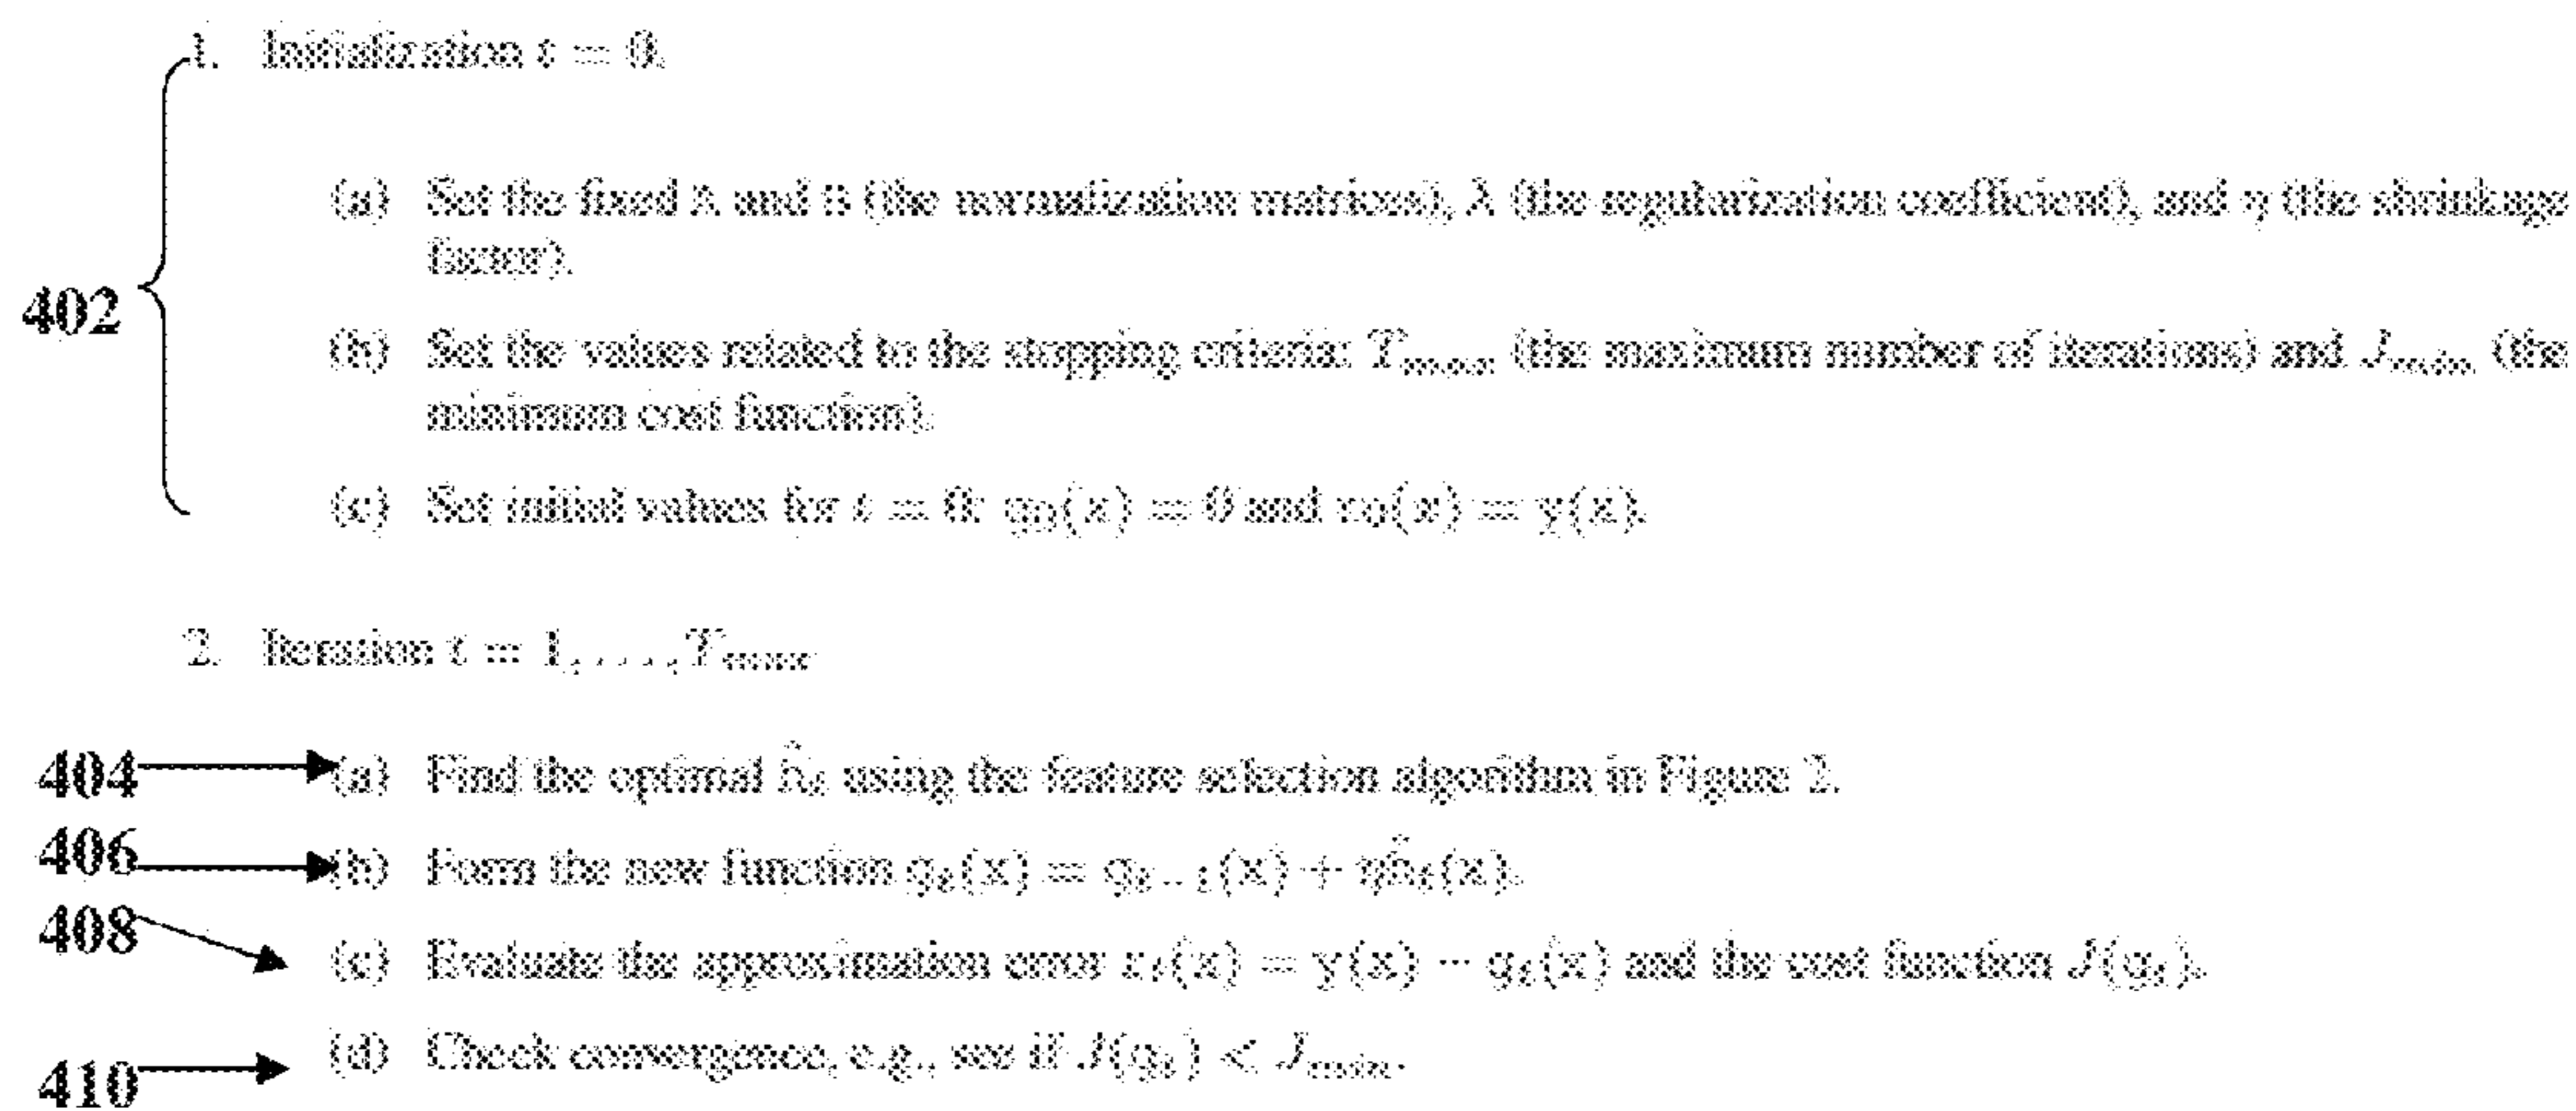 1. Initialization t = 0.
(a) Set the fixed A and B (the normalization matrices), λ (the regularization coefficient), and η (the shrinkage
factor).
402
(b) Set the values related to the stopping criteria: T_max (the maximum number of iterations) and J_min (the
minimum cost function).
(c) Set initial values for t = 0: g_0(x) = 0 and r_0(x) = y(x).
2. Iteration t = 1, . . . , T_max
404 (a) Find the optimal ĥ_t using the feature selection algorithm in Figure 2.
406 (b) Form the new function g_t(x) = g_{t-1}(x) + ηĥ_t(x).
408 (c) Evaluate the approximation error r_t(x) = y(x) − g_t(x) and the cost function J(g_t).
410 (d) Check convergence, e.g., see if J(g_t) < J_min.